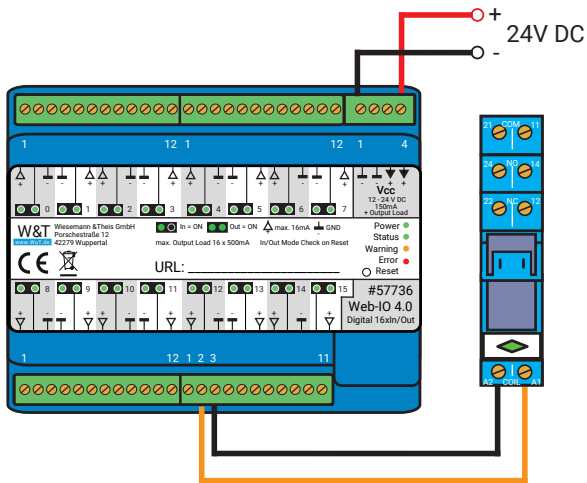 +
24V DC
-
1 12 1 12 1 4
+ - - + + - - + + - - + + - - + - - + +
0 1 2 3 4 5 6 7
Vcc
12 - 24 V DC
150mA
+ Output Load
W&T
www.WuT.de
Wiesemann &Theis GmbH
Porschestraße 12
42279 Wuppertal
In = ON Out = ON max. 16mA GND
max. Output Load 16 x 500mA In/Out Mode Check on Reset
Power
Status
Warning
Error
Reset
CE
URL: ____________________
8 9 10 11 12 13 14 15
+ - - + + - - + + - - + + - - +
#57736
Web-IO 4.0
Digital 16xIn/Out
1 12 1 2 3 11
21 COM 11
24 NO 14
22 NC 12
A2 COIL A1